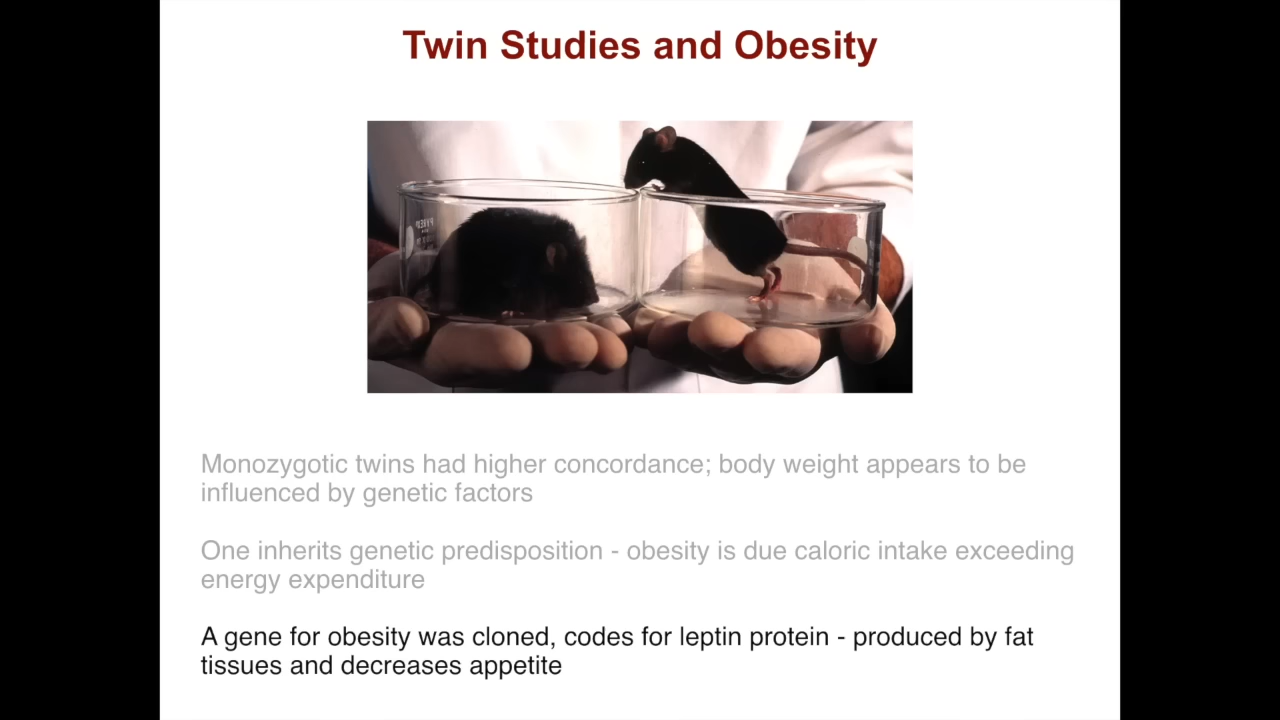 Twin Studies and Obesity
Monozygotic twins had higher concordance; body weight appears to be
influenced by genetic factors
One inherits genetic predisposition - obesity is due caloric intake exceeding
energy expenditure
A gene for obesity was cloned, codes for leptin protein - produced by fat
tissues and decreases appetite